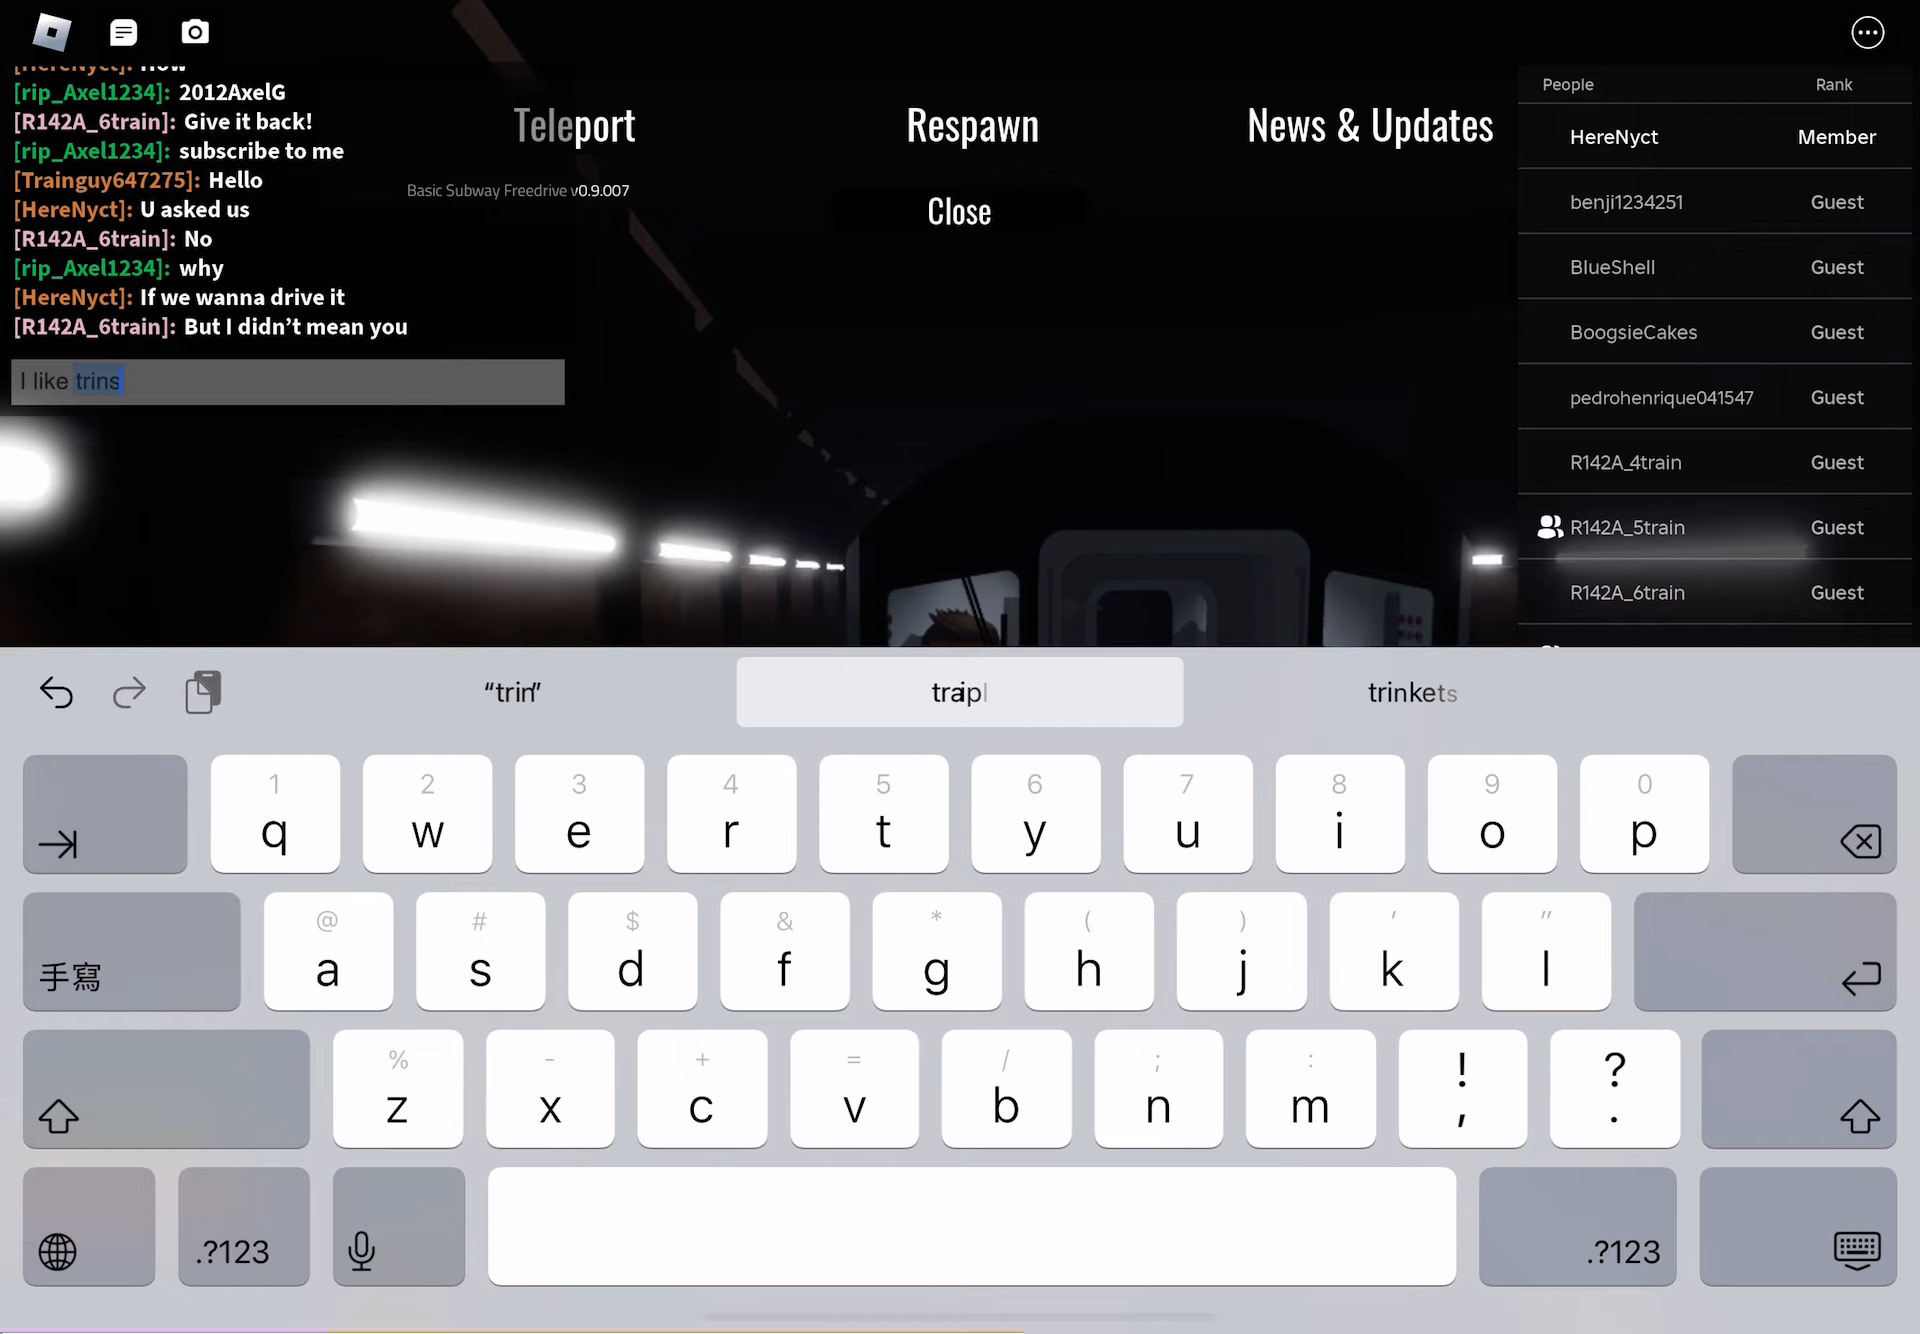 [HereNyct]: How
[rip_Axel1234]: 2012AxelG
[R142A_6train]: Give it back!
[rip_Axel1234]: subscribe to me
[Trainguy647275]: Hello
[HereNyct]: U asked us
[R142A_6train]: No
[rip_Axel1234]: why
[HereNyct]: If we wanna drive it
[R142A_6train]: But I didn’t mean you
I like trins
Teleport
Respawn
News & Updates
Basic Subway Freedrive v0.9.007
Close
People Rank
HereNyct Member
benji1234251 Guest
BlueShell Guest
BoogsieCakes Guest
pedrohenrique041547 Guest
R142A_4train Guest
R142A_5train Guest
R142A_6train Guest
“trin”
trinkets
1 2 3 4 5 6 7 8 9 0
q w e r t y u i o p
@ # $ & * ( ) ' "
手寫 a s d f g h j k l
% - + = / ; : ! ?
z x c v b n m , .
.?123 .?123